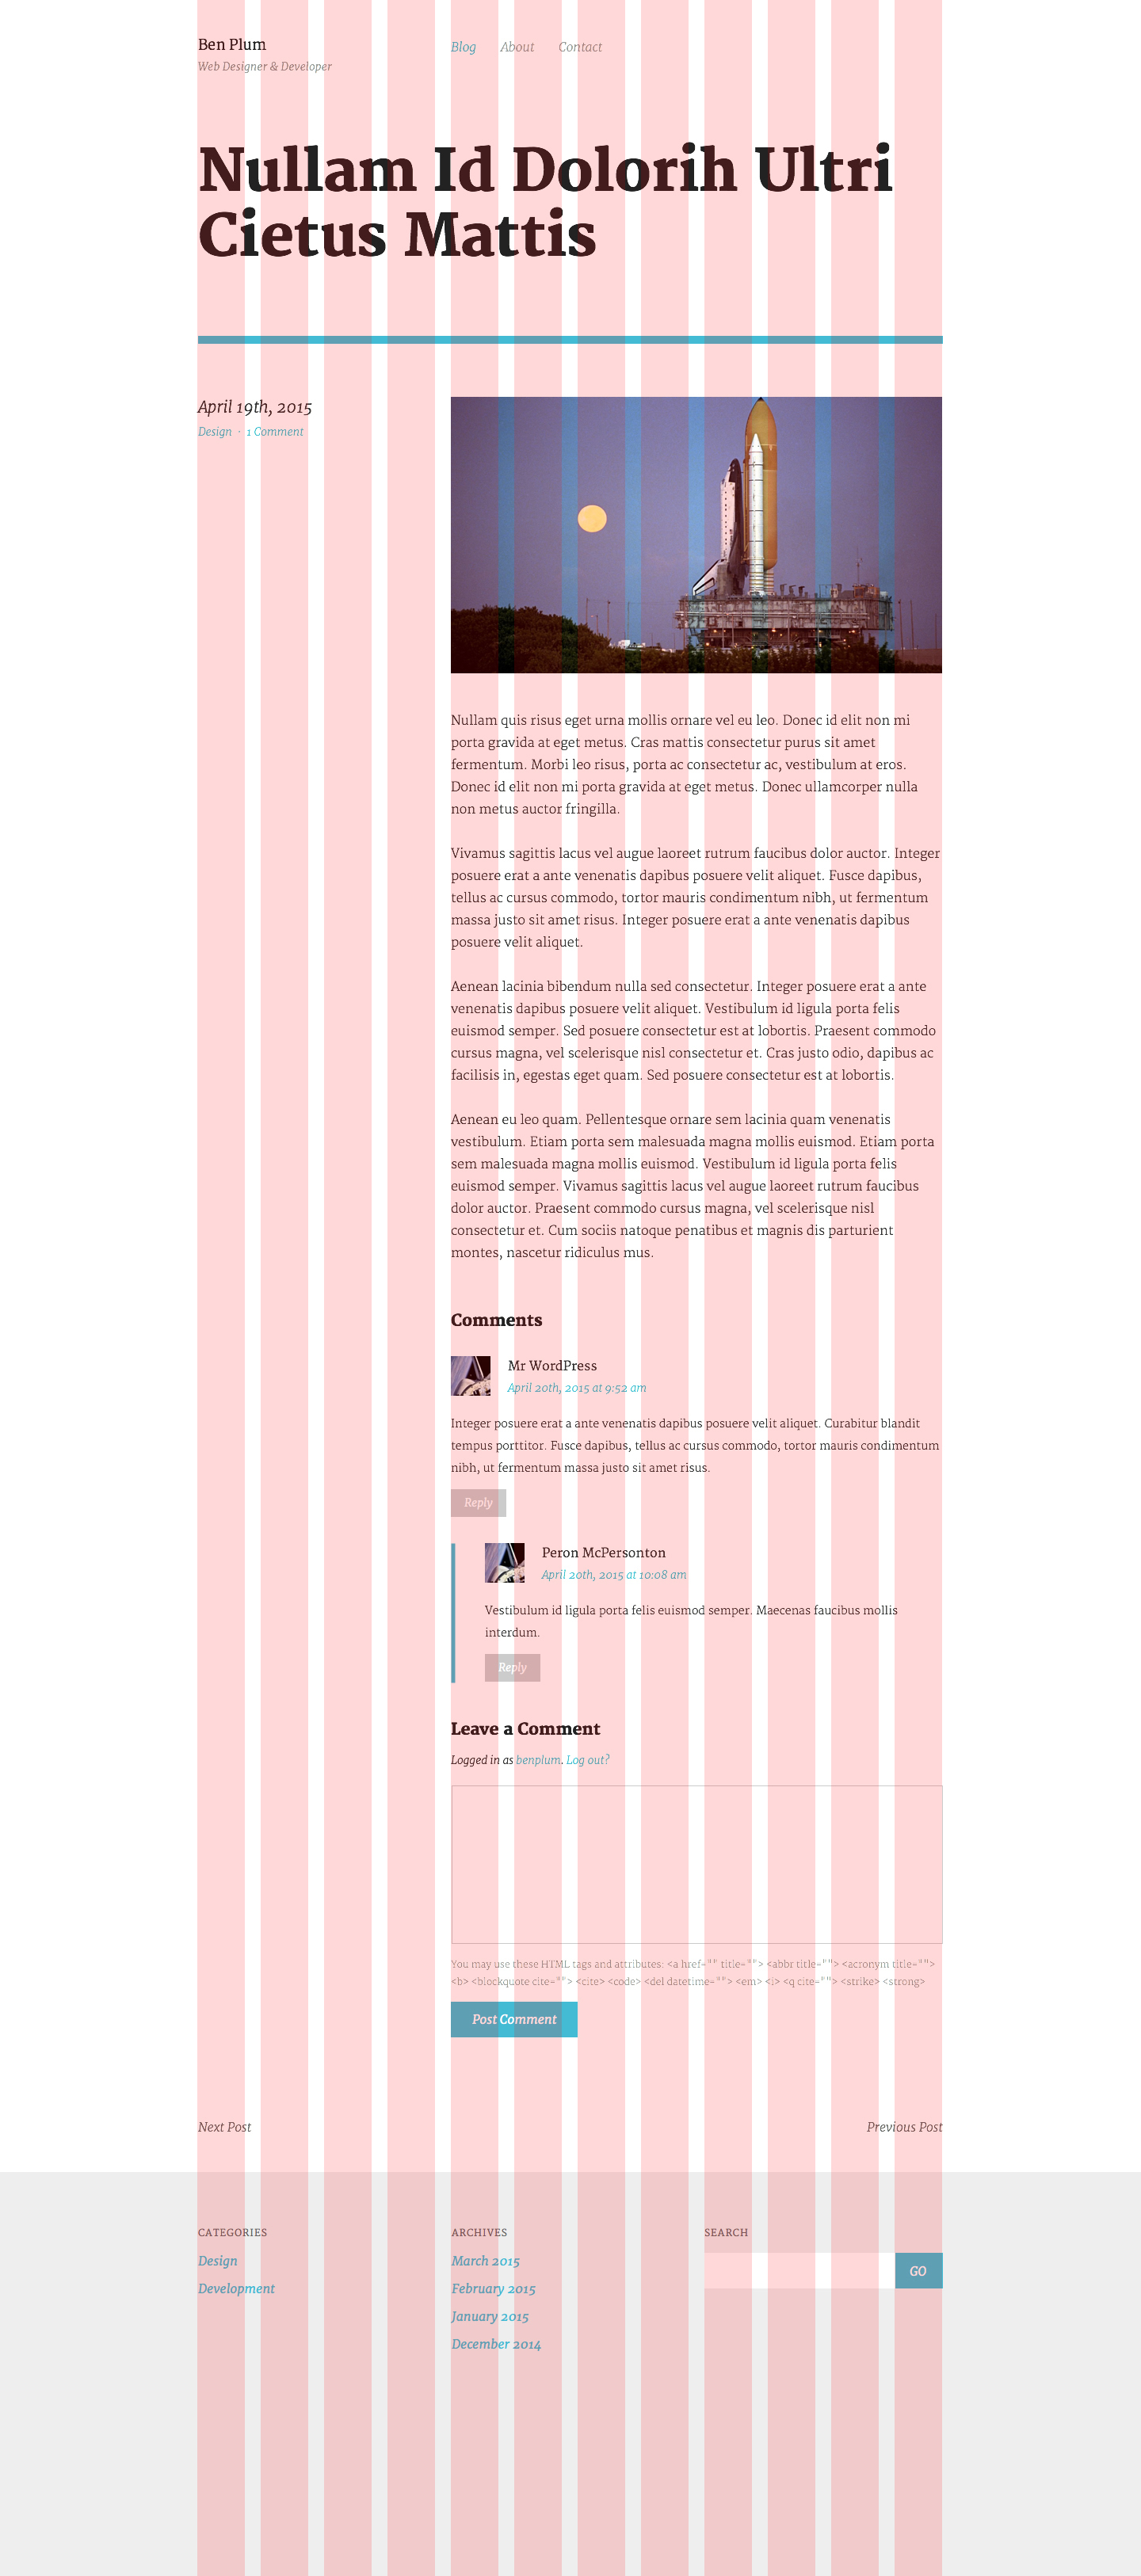 Ben Plum
Web Designer & Developer
Blog About Contact
Nullam Id Dolorih Ultri
Cietus Mattis
April 19th, 2015
Design · 1 Comment
Nullam quis risus eget urna mollis ornare vel eu leo. Donec id elit non mi
porta gravida at eget metus. Cras mattis consectetur purus sit amet
fermentum. Morbi leo risus, porta ac consectetur ac, vestibulum at eros.
Donec id elit non mi porta gravida at eget metus. Donec ullamcorper nulla
non metus auctor fringilla.
Vivamus sagittis lacus vel augue laoreet rutrum faucibus dolor auctor. Integer
posuere erat a ante venenatis dapibus posuere velit aliquet. Fusce dapibus,
tellus ac cursus commodo, tortor mauris condimentum nibh, ut fermentum
massa justo sit amet risus. Integer posuere erat a ante venenatis dapibus
posuere velit aliquet.
Aenean lacinia bibendum nulla sed consectetur. Integer posuere erat a ante
venenatis dapibus posuere velit aliquet. Vestibulum id ligula porta felis
euismod semper. Sed posuere consectetur est at lobortis. Praesent commodo
cursus magna, vel scelerisque nisl consectetur et. Cras justo odio, dapibus ac
facilisis in, egestas eget quam. Sed posuere consectetur est at lobortis.
Aenean eu leo quam. Pellentesque ornare sem lacinia quam venenatis
vestibulum. Etiam porta sem malesuada magna mollis euismod. Etiam porta
sem malesuada magna mollis euismod. Vestibulum id ligula porta felis
euismod semper. Vivamus sagittis lacus vel augue laoreet rutrum faucibus
dolor auctor. Praesent commodo cursus magna, vel scelerisque nisl
consectetur et. Cum sociis natoque penatibus et magnis dis parturient
montes, nascetur ridiculus mus.
Comments
Mr WordPress
April 20th, 2015 at 9:52 am
Integer posuere erat a ante venenatis dapibus posuere velit aliquet. Curabitur blandit
tempus porttitor. Fusce dapibus, tellus ac cursus commodo, tortor mauris condimentum
nibh, ut fermentum massa justo sit amet risus.
Reply
Peron McPersonton
April 20th, 2015 at 10:08 am
Vestibulum id ligula porta felis euismod semper. Maecenas faucibus mollis
interdum.
Reply
Leave a Comment
Logged in as benplum. Log out?
You may use these HTML tags and attributes: <a href="" title=""> <abbr title=""> <acronym title="">
<b> <blockquote cite=""> <cite> <code> <del datetime=""> <em> <i> <q cite=""> <strike> <strong>
Post Comment
Next Post Previous Post
CATEGORIES
Design
Development
ARCHIVES
March 2015
February 2015
January 2015
December 2014
SEARCH
GO